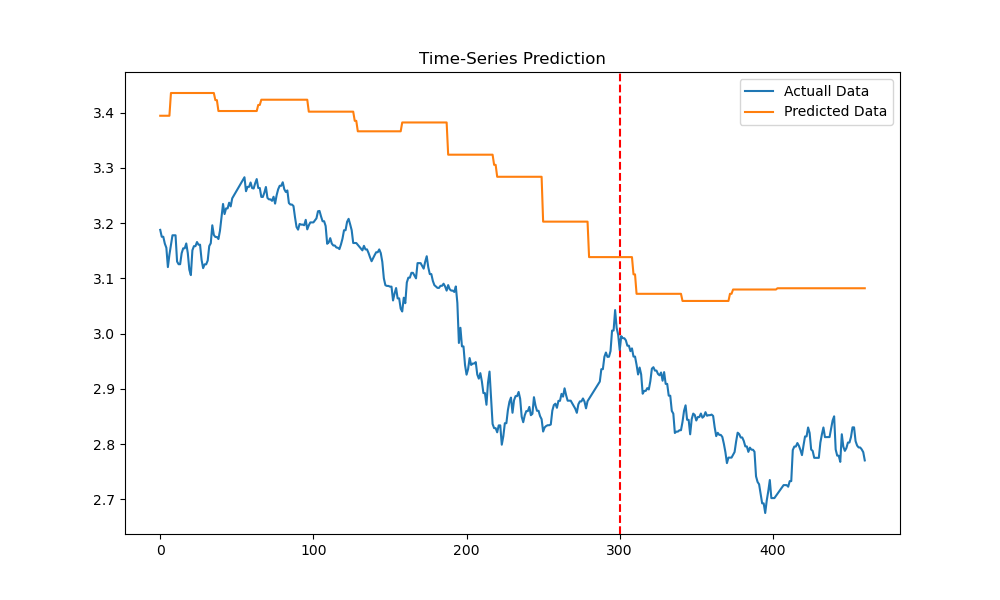 Time-Series Prediction
Actuall Data
Predicted Data
3.4
3.3
3.2
3.1
3.0
2.9
2.8
2.7
0 100 200 300 400